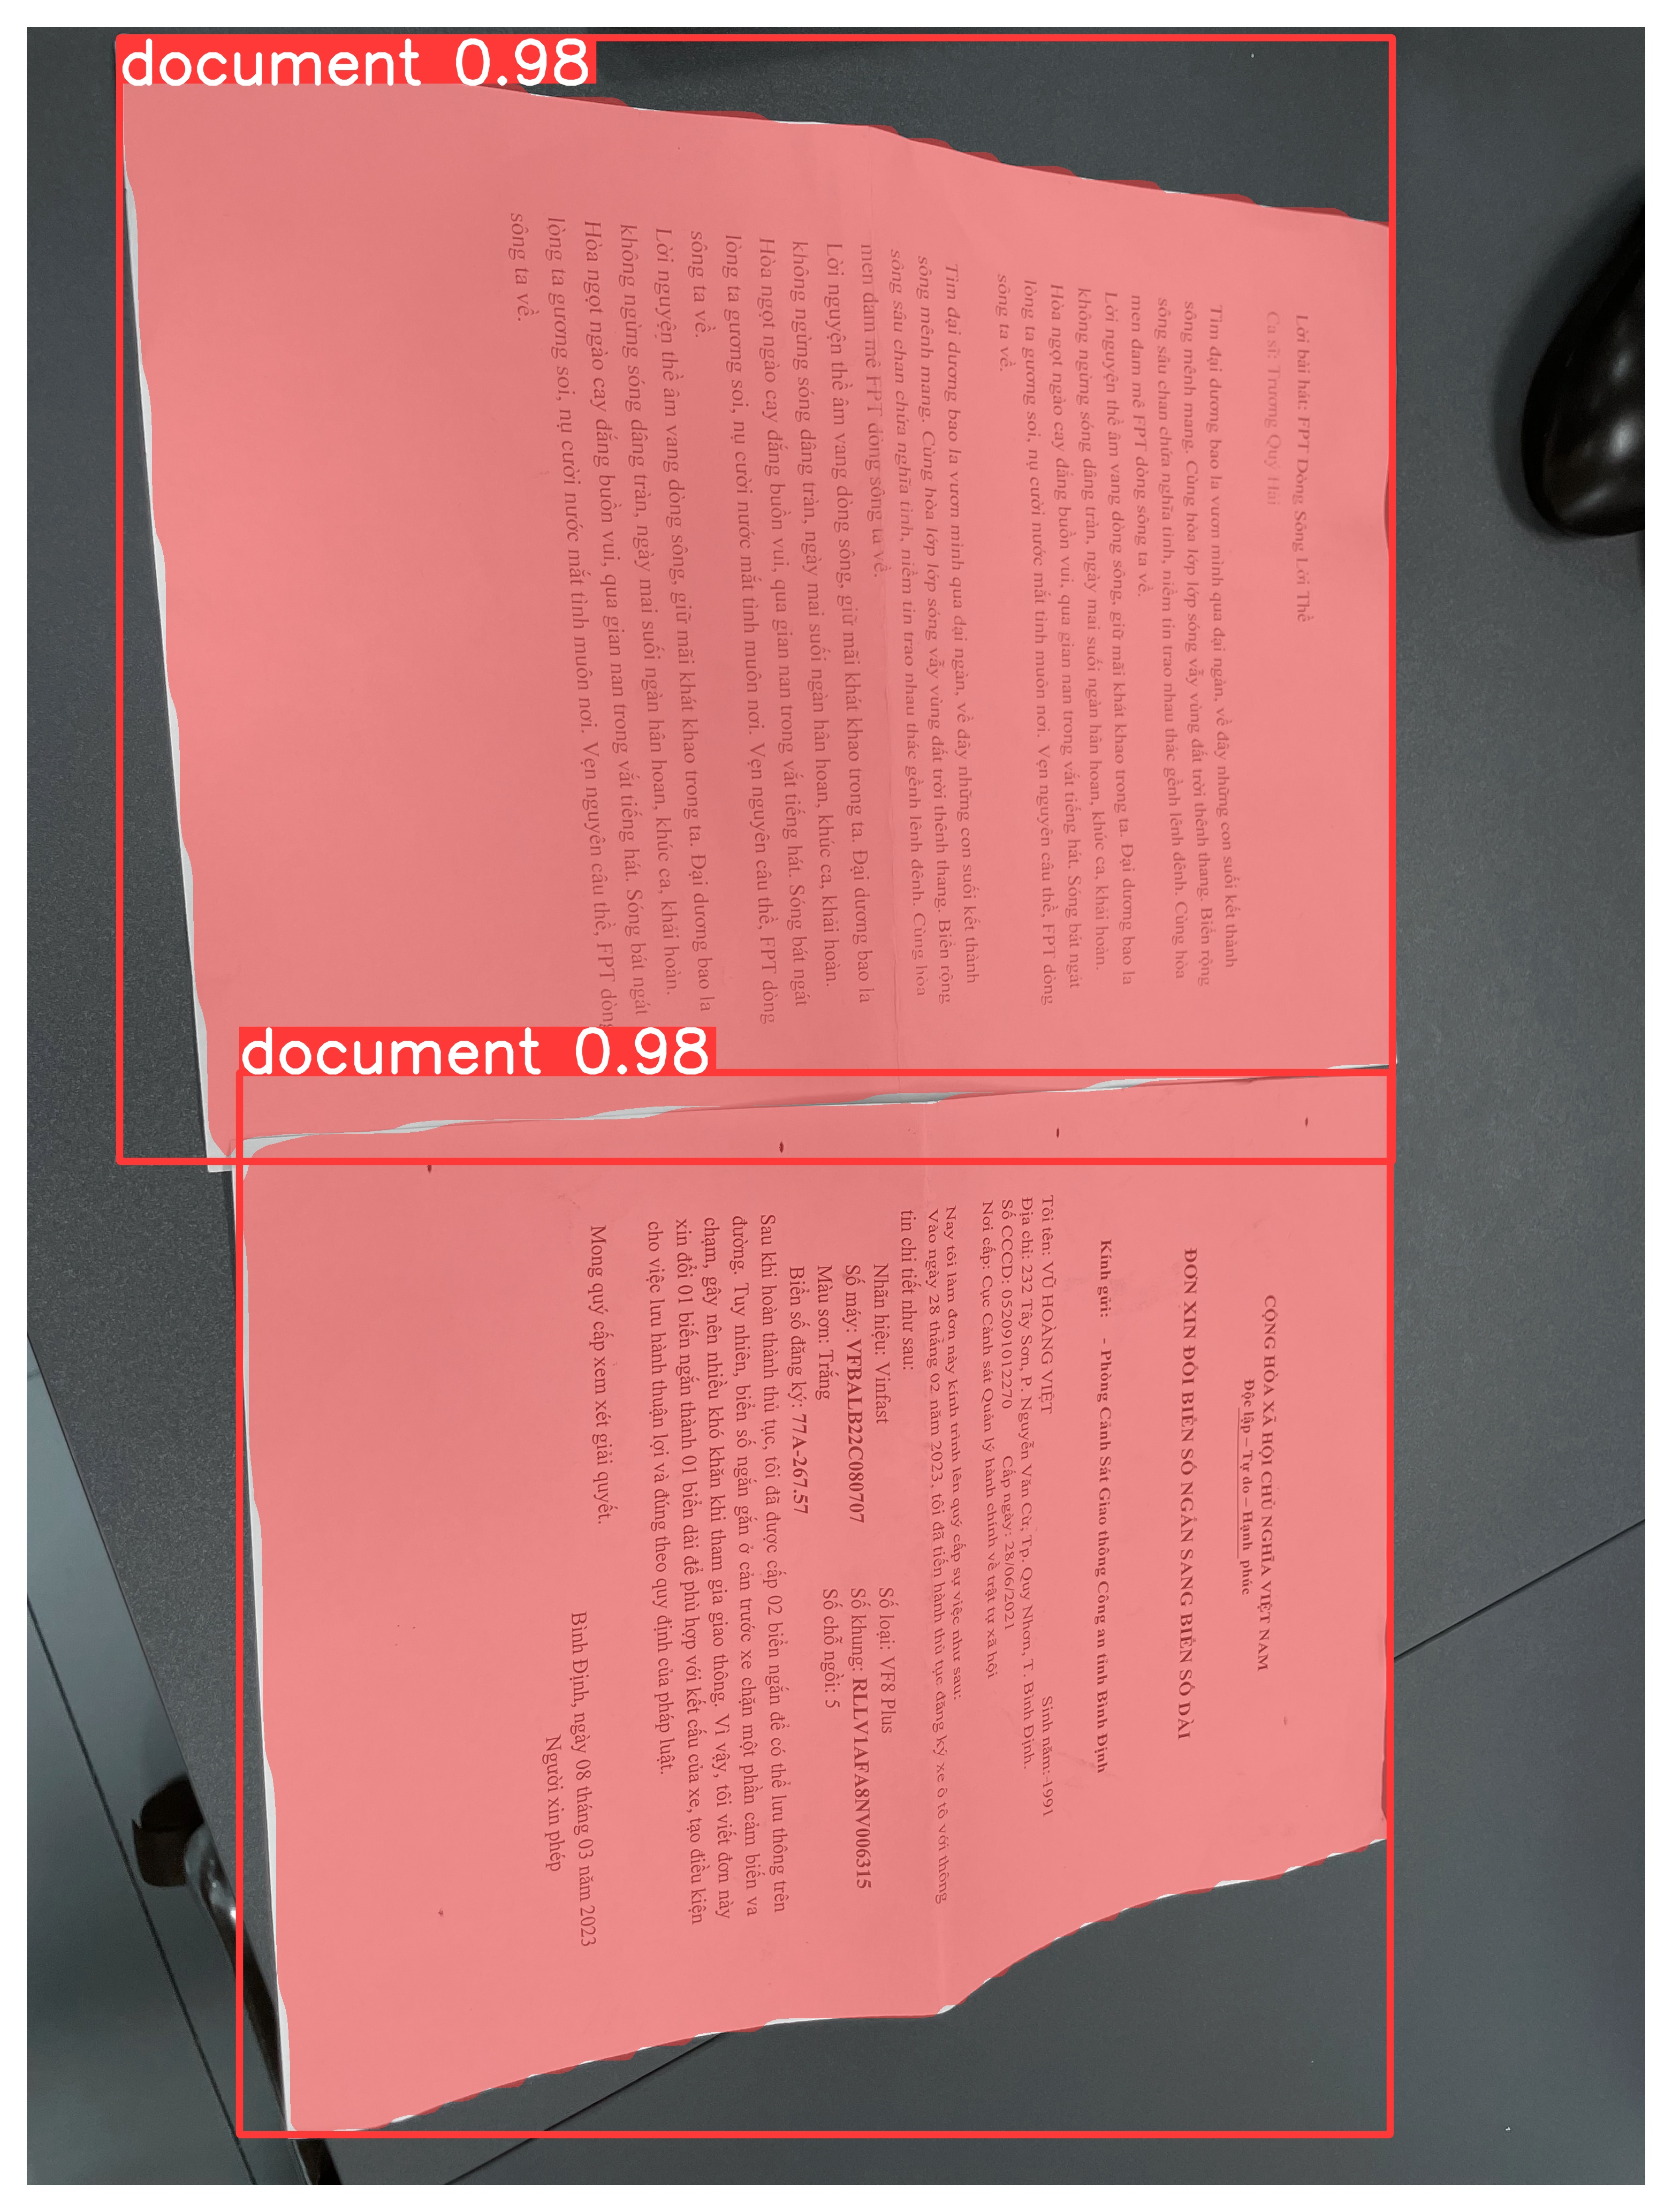 document 0.98
Lời bài hát: FPT Dòng Sông Lời Thề
Ca sĩ: Trương Quý Hải
Tìm đại dương bao la vươn mình qua đại ngàn, về đây những con suối kết thành
sông mênh mang. Cùng hòa lớp lớp sóng vẫy vùng đất trời thênh thang. Biển rộng
sông sâu chan chứa nghĩa tình, niềm tin trao nhau thác gềnh lênh đênh. Cùng hòa
men đam mê FPT dòng sông ta về.
Lời nguyện thề âm vang dòng sông, giữ mãi khát khao trong ta. Đại dương bao la
không ngừng sóng dâng tràn, ngày mai suối ngàn hân hoan, khúc ca, khải hoàn.
Hòa ngọt ngào cay đắng buồn vui, qua gian nan trong vắt tiếng hát. Sóng bát ngát
lòng ta gương soi, nụ cười nước mắt tình muôn nơi. Vẹn nguyên câu thề, FPT dòng
sông ta về.
Tìm đại dương bao la vươn mình qua đại ngàn, về đây những con suối kết thành
sông mênh mang. Cùng hòa lớp lớp sóng vẫy vùng đất trời thênh thang. Biển rộng
sông sâu chan chứa nghĩa tình, niềm tin trao nhau thác gềnh lênh đênh. Cùng hòa
men đam mê FPT dòng sông ta về.
Lời nguyện thề âm vang dòng sông, giữ mãi khát khao trong ta. Đại dương bao la
không ngừng sóng dâng tràn, ngày mai suối ngàn hân hoan, khúc ca, khải hoàn.
Hòa ngọt ngào cay đắng buồn vui, qua gian nan trong vắt tiếng hát. Sóng bát ngát
lòng ta gương soi, nụ cười nước mắt tình muôn nơi. Vẹn nguyên câu thề, FPT dòng
sông ta về.
Lời nguyện thề âm vang dòng sông, giữ mãi khát khao trong ta. Đại dương bao la
không ngừng sóng dâng tràn, ngày mai suối ngàn hân hoan, khúc ca, khải hoàn.
Hòa ngọt ngào cay đắng buồn vui, qua gian nan trong vắt tiếng hát. Sóng bát ngát
lòng ta gương soi, nụ cười nước mắt tình muôn nơi. Vẹn nguyên câu thề, FPT dòng
sông ta về.
document 0.98
CỘNG HÒA XÃ HỘI CHỦ NGHĨA VIỆT NAM
Độc lập – Tự do – Hạnh phúc
ĐƠN XIN ĐỔI BIỂN SỐ NGẮN SANG BIỂN SỐ DÀI
Kính gửi: - Phòng Cảnh Sát Giao thông Công an tỉnh Bình Định
Tôi tên: VŨ HOÀNG VIỆT Sinh năm: 1991
Địa chỉ: 232 Tây Sơn, P. Nguyễn Văn Cừ, Tp. Quy Nhơn, T. Bình Định.
Số CCCD: 052091012270 Cấp ngày: 28/06/2021
Nơi cấp: Cục Cảnh sát Quản lý hành chính về trật tự xã hội
Nay tôi làm đơn này kính trình lên quý cấp sự việc như sau:
Vào ngày 28 tháng 02 năm 2023, tôi đã tiến hành thủ tục đăng ký xe ô tô với thông
tin chi tiết như sau:
Nhãn hiệu: Vinfast Số loại: VF8 Plus
Số máy: VFBALB22C080707 Số khung: RLLV1AFA8NV006315
Màu sơn: Trắng Số chỗ ngồi: 5
Biển số đăng ký: 77A-267.57
Sau khi hoàn thành thủ tục, tôi đã được cấp 02 biển ngắn để có thể lưu thông trên
đường. Tuy nhiên, biển số ngắn gắn ở cản trước xe chặn một phần cảm biến va
chạm, gây nên nhiều khó khăn khi tham gia giao thông. Vì vậy, tôi viết đơn này
xin đổi 01 biến ngắn thành 01 biển dài để phù hợp với kết cấu của xe, tạo điều kiện
cho việc lưu hành thuận lợi và đúng theo quy định của pháp luật.
Mong quý cấp xem xét giải quyết.
Bình Định, ngày 08 tháng 03 năm 2023
Người xin phép